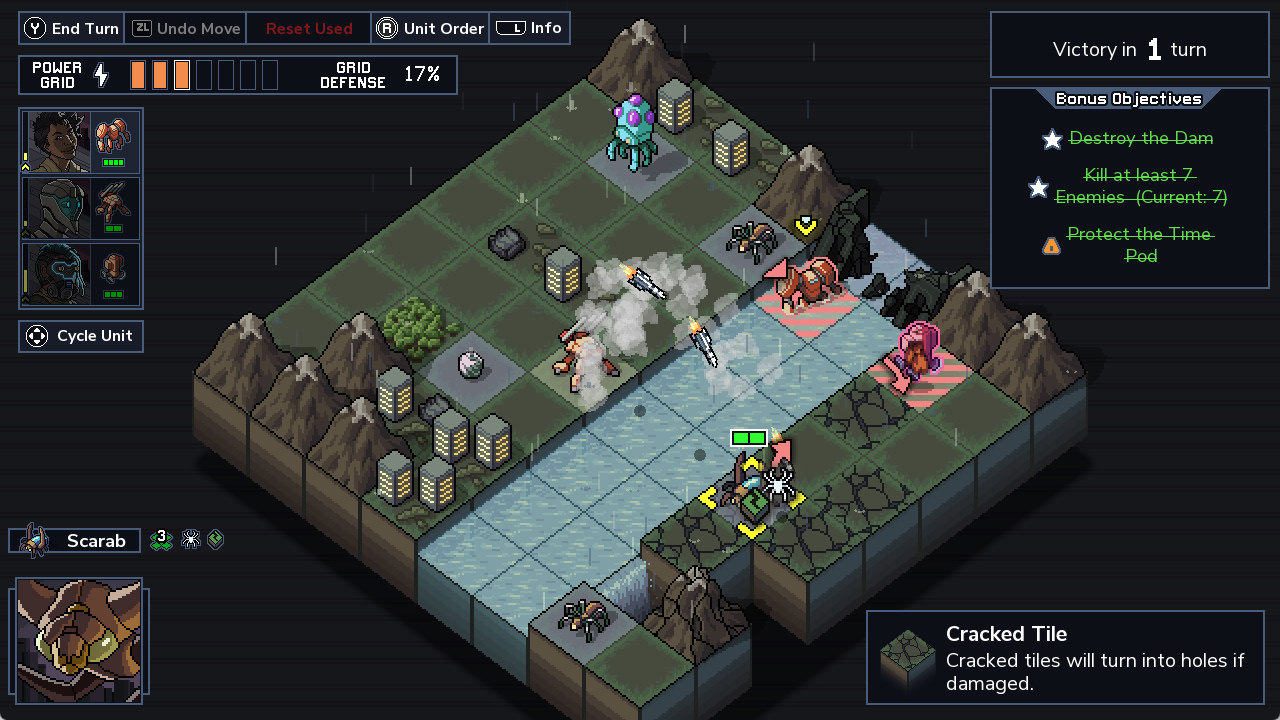 Y End Turn ZL Undo Move Reset Used R Unit Order L Info
POWER
GRID
GRID
DEFENSE
17%
Victory in 1 turn
Bonus Objectives
Destroy the Dam
Kill at least 7
Enemies (Current: 7)
Protect the Time
Pod
Cycle Unit
Scarab
3
Cracked Tile
Cracked tiles will turn into holes if
damaged.